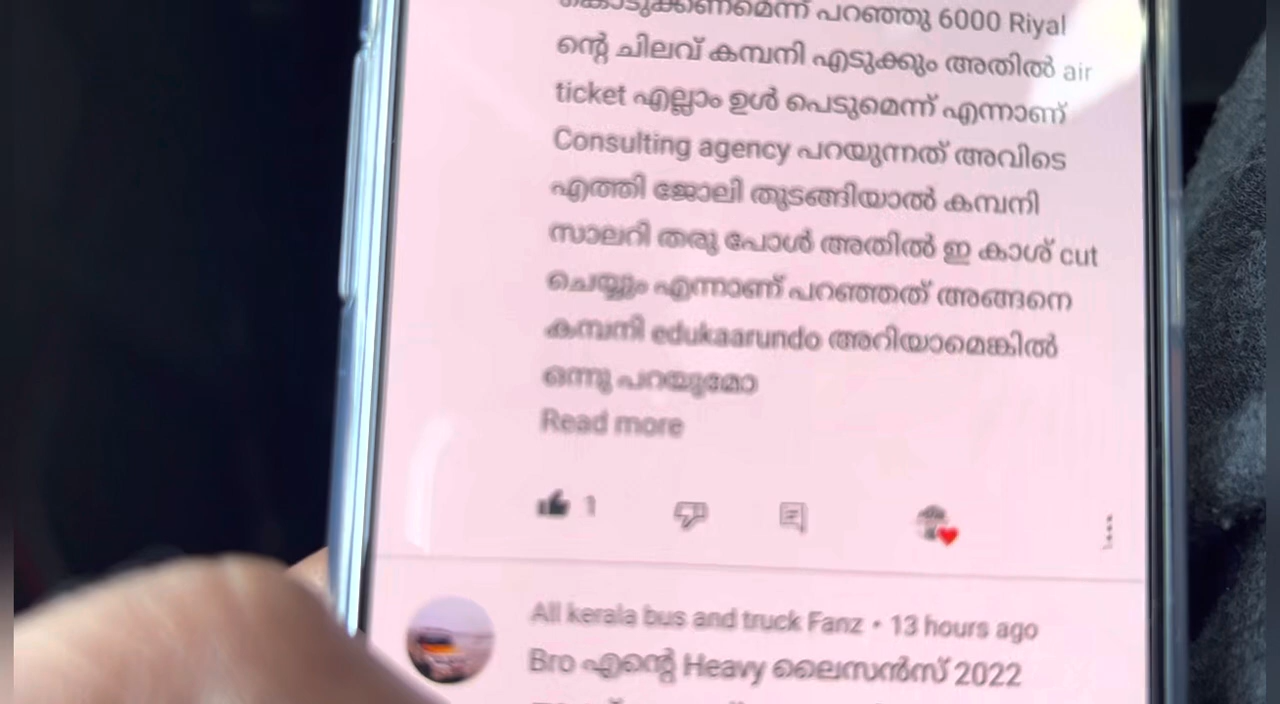 കൊടുക്കണമെന്ന് പറഞ്ഞു 6000 Riyal
ന്റെ ചിലവ് കമ്പനി എടുക്കും അതിൽ air
ticket എല്ലാം ഉൾ പെടുമെന്ന് എന്നാണ്
Consulting agency പറയുന്നത് അവിടെ
എത്തി ജോലി തുടങ്ങിയാൽ കമ്പനി
സാലറി തരു പോൾ അതിൽ ഇ കാശ് cut
ചെയ്യും എന്നാണ് പറഞ്ഞത് അങ്ങനെ
കമ്പനി edukaarundo അറിയാമെങ്കിൽ
ഒന്നു പറയുമോ
Read more
1
All kerala bus and truck Fanz • 13 hours ago
Bro എന്റെ Heavy ലൈസൻസ് 2022